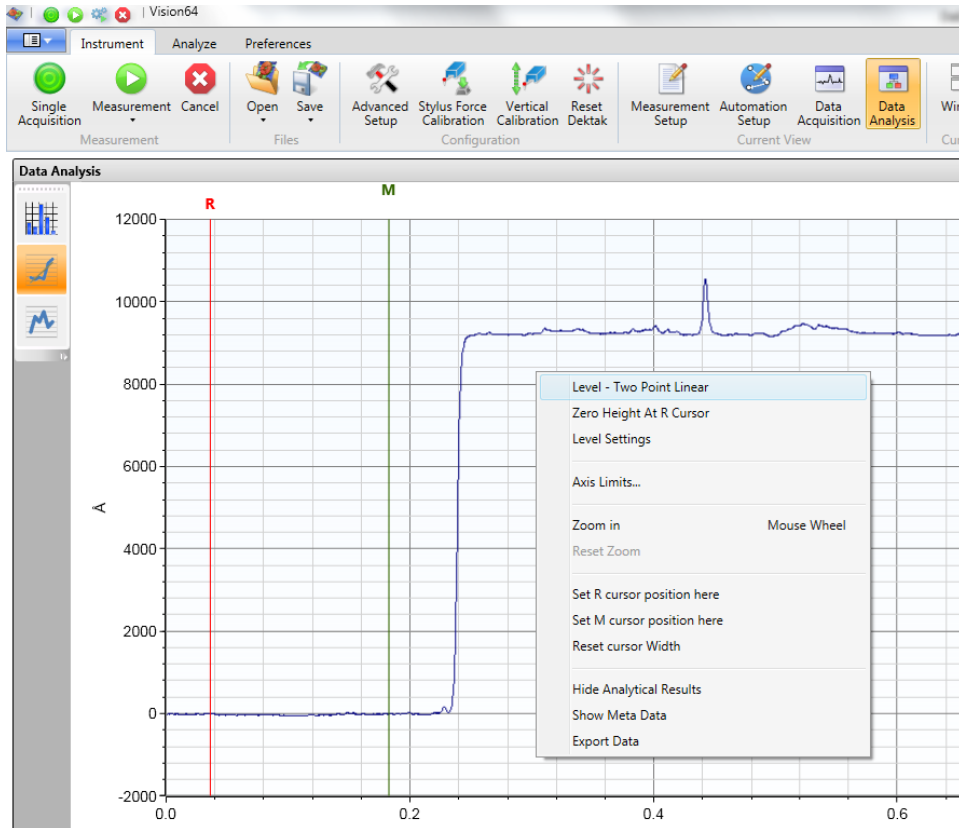 Vision64
Instrument Analyze Preferences
Single Acquisition
Measurement
Cancel
Open
Save
Advanced Setup
Stylus Force Calibration
Vertical Calibration
Reset Dektak
Measurement Setup
Automation Setup
Data Acquisition
Data Analysis
Measurement
Files
Configuration
Current View
Data Analysis
R
M
12000
10000
8000
6000
4000
2000
0
-2000
Å
0.0
0.2
0.4
0.6
Level - Two Point Linear
Zero Height At R Cursor
Level Settings
Axis Limits...
Zoom in Mouse Wheel
Reset Zoom
Set R cursor position here
Set M cursor position here
Reset cursor Width
Hide Analytical Results
Show Meta Data
Export Data